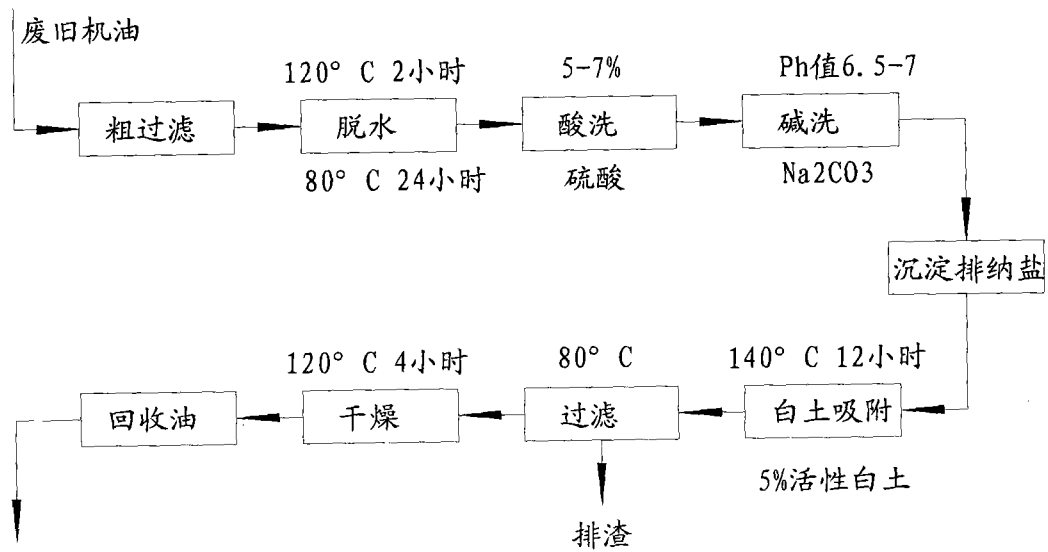 废旧机油
120° C 2小时
5-7%
Ph值6.5-7
粗过滤
脱水
酸洗
碱洗
80° C 24小时
硫酸
Na2CO3
沉淀排纳盐
120° C 4小时
80° C
140° C 12小时
回收油
干燥
过滤
白土吸附
5%活性白土
排渣